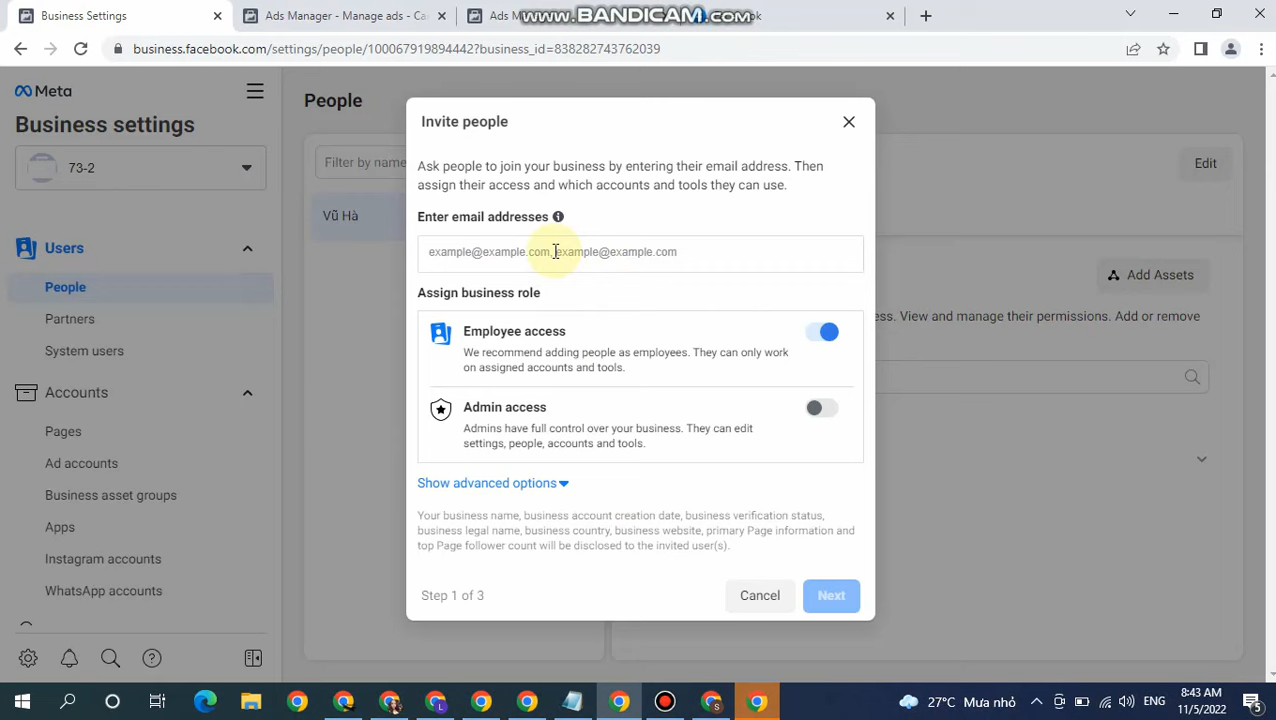 Business Settings
Ads Manager - Manage ads - Ca
Ads M
ok
www.BANDICAM.com
business.facebook.com/settings/people/100067919894442?business_id=838282743762039
Meta
Business settings
73-2
Users
People
Partners
System users
Accounts
Pages
Ad accounts
Business asset groups
Apps
Instagram accounts
WhatsApp accounts
People
Filter by name
Vũ Hà
Edit
Add Assets
ess. View and manage their permissions. Add or remove
Invite people
Ask people to join your business by entering their email address. Then
assign their access and which accounts and tools they can use.
Enter email addresses
example@example.com, example@example.com
Assign business role
Employee access
We recommend adding people as employees. They can only work
on assigned accounts and tools.
Admin access
Admins have full control over your business. They can edit
settings, people, accounts and tools.
Show advanced options
Your business name, business account creation date, business verification status,
business legal name, business country, business website, primary Page information and
top Page follower count will be disclosed to the invited user(s).
Step 1 of 3
Cancel
Next
27°C Mưa nhỏ
ENG
8:43 AM
11/5/2022
5